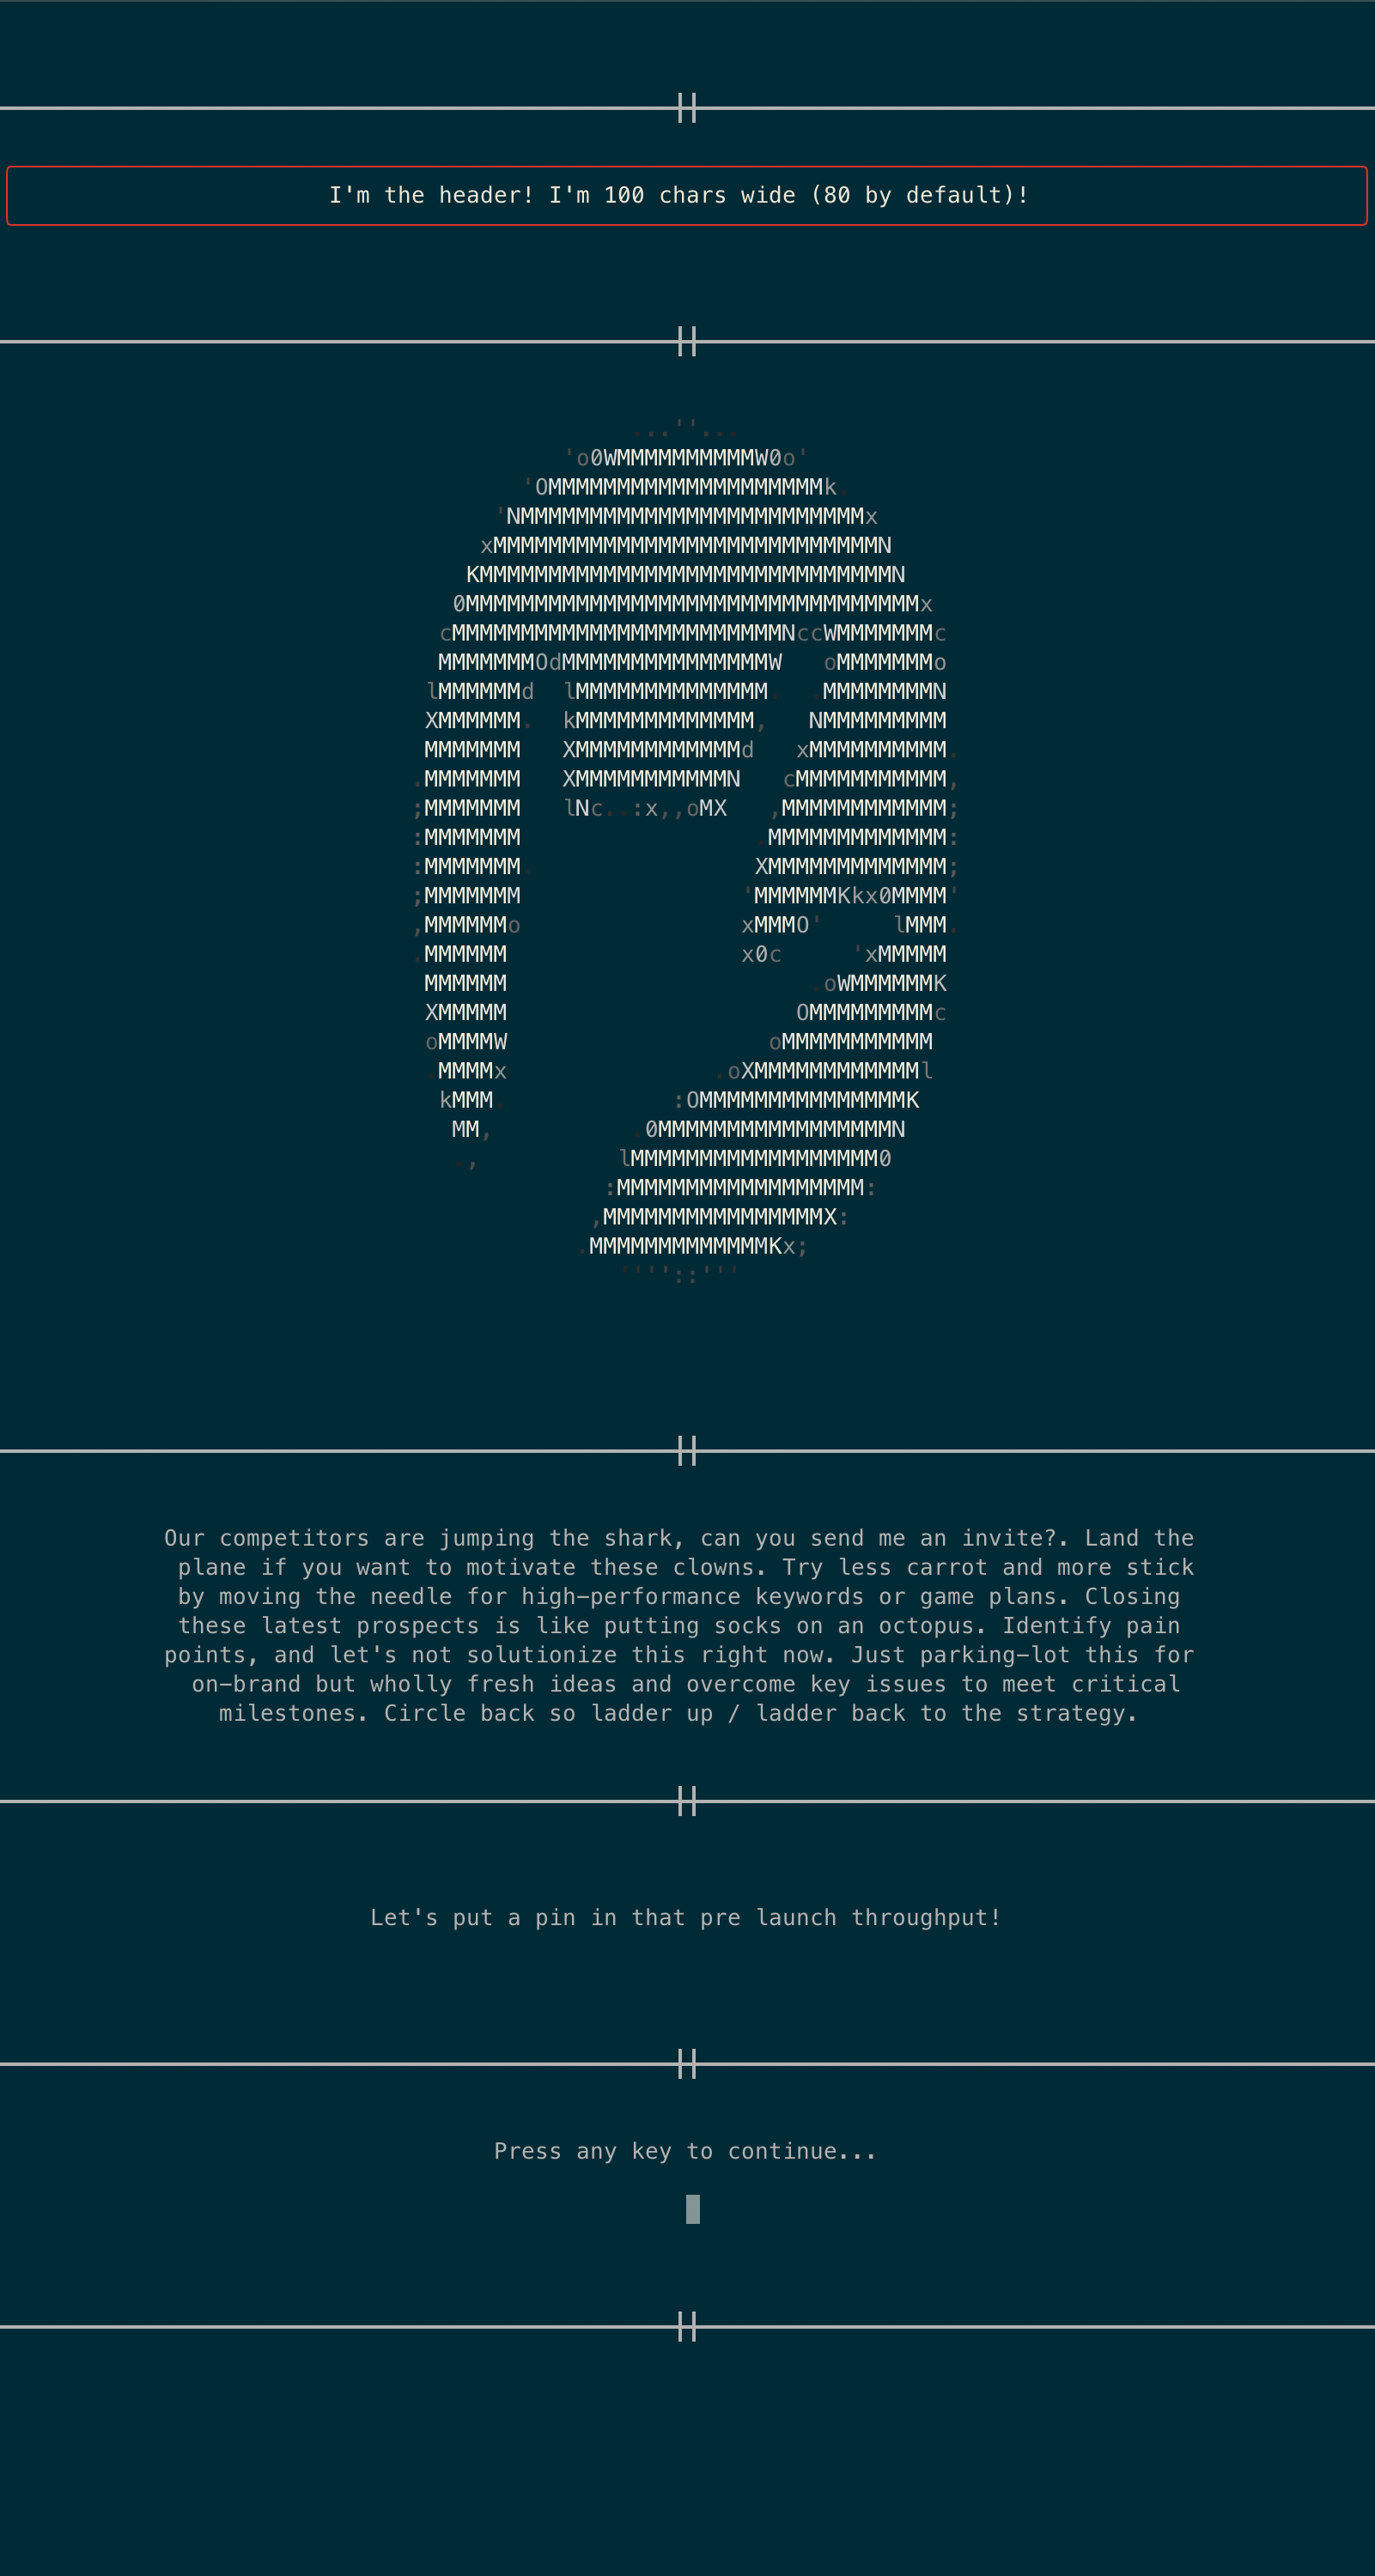 I'm the header! I'm 100 chars wide (80 by default)!
...''...
'o0WMMMMMMMMMMW0o'
'OMMMMMMMMMMMMMMMMMMMMk.
'NMMMMMMMMMMMMMMMMMMMMMMMMMx
xMMMMMMMMMMMMMMMMMMMMMMMMMMMMN
KMMMMMMMMMMMMMMMMMMMMMMMMMMMMMMN
0MMMMMMMMMMMMMMMMMMMMMMMMMMMMMMMMMx
cMMMMMMMMMMMMMMMMMMMMMMMMNccWMMMMMMMc
MMMMMMMOdMMMMMMMMMMMMMMMW   oMMMMMMMo
lMMMMMMd  lMMMMMMMMMMMMMM.  .MMMMMMMMN
XMMMMMM.  kMMMMMMMMMMMMM,   NMMMMMMMMM
MMMMMMM   XMMMMMMMMMMMMd   xMMMMMMMMMM.
.MMMMMMM   XMMMMMMMMMMMN   cMMMMMMMMMMM,
;MMMMMMM   lNc..:x,,oMX   ,MMMMMMMMMMMM;
:MMMMMMM                 .MMMMMMMMMMMMM:
:MMMMMMM.                XMMMMMMMMMMMMM;
;MMMMMMM                'MMMMMMKkx0MMMM'
,MMMMMMo                xMMMO'     lMMM.
.MMMMMM                 x0c     'xMMMMM
MMMMMM                      .oWMMMMMMK
XMMMMM                     OMMMMMMMMMc
oMMMMW                   oMMMMMMMMMMM
.MMMMx               .oXMMMMMMMMMMMMl
kMMM.            :OMMMMMMMMMMMMMMMK
MM,          .0MMMMMMMMMMMMMMMMMN
.,          lMMMMMMMMMMMMMMMMMM0
:MMMMMMMMMMMMMMMMMM:
,MMMMMMMMMMMMMMMMX:
.MMMMMMMMMMMMMKx;
''''::'''
Our competitors are jumping the shark, can you send me an invite?. Land the
plane if you want to motivate these clowns. Try less carrot and more stick
by moving the needle for high-performance keywords or game plans. Closing
these latest prospects is like putting socks on an octopus. Identify pain
points, and let's not solutionize this right now. Just parking-lot this for
on-brand but wholly fresh ideas and overcome key issues to meet critical
milestones. Circle back so ladder up / ladder back to the strategy.
Let's put a pin in that pre launch throughput!
Press any key to continue...